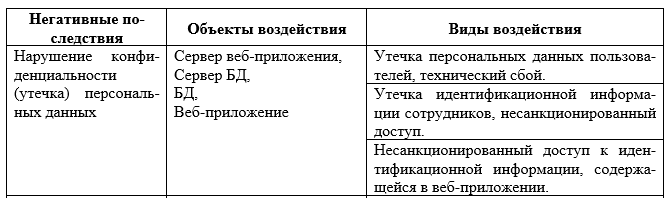 Негативные по-
следствия
Объекты воздействия
Виды воздействия
Нарушение конфи-
денциальности
(утечка) персональ-
ных данных
Сервер веб-приложения,
Сервер БД,
БД,
Веб-приложение
Утечка персональных данных пользова-
телей, технический сбой.
Утечка идентификационной информа-
ции сотрудников, несанкционированный
доступ.
Несанкционированный доступ к иден-
тификационной информации, содержа-
щейся в веб-приложении.